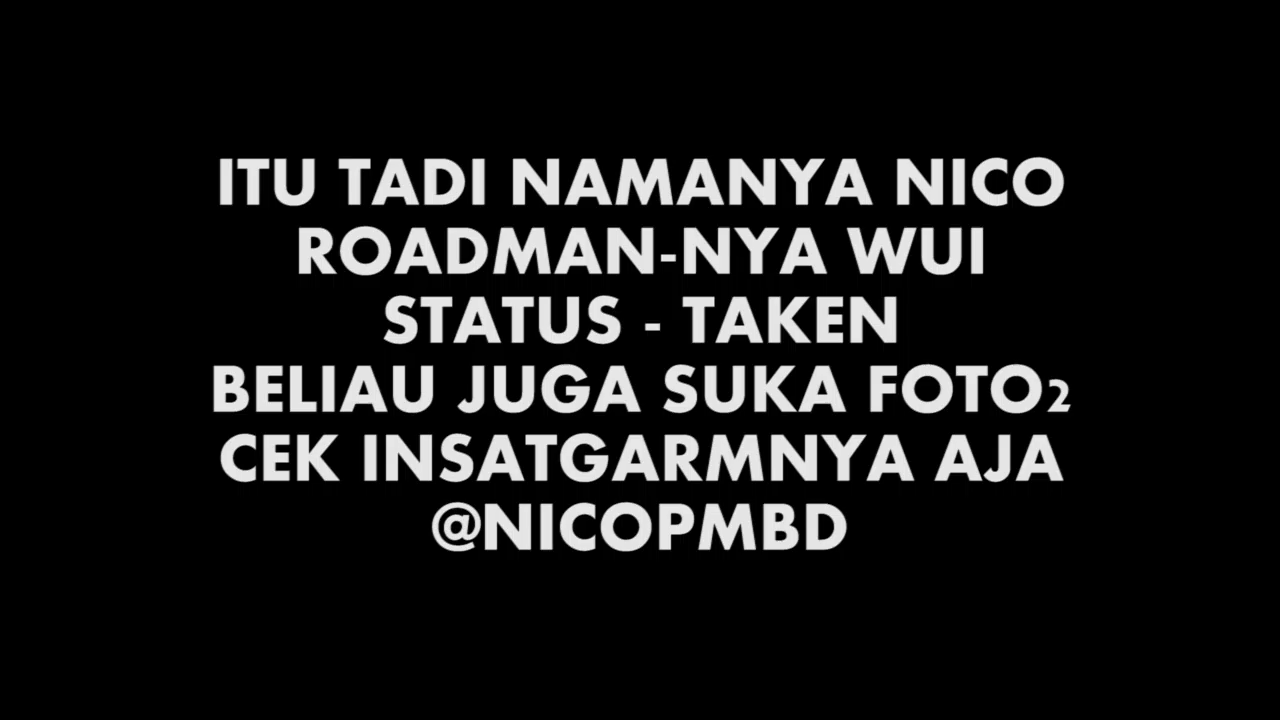 ITU TADI NAMANYA NICO
ROADMAN-NYA WUI
STATUS - TAKEN
BELIAU JUGA SUKA FOTO2
CEK INSATGARMNYA AJA
@NICOPMBD